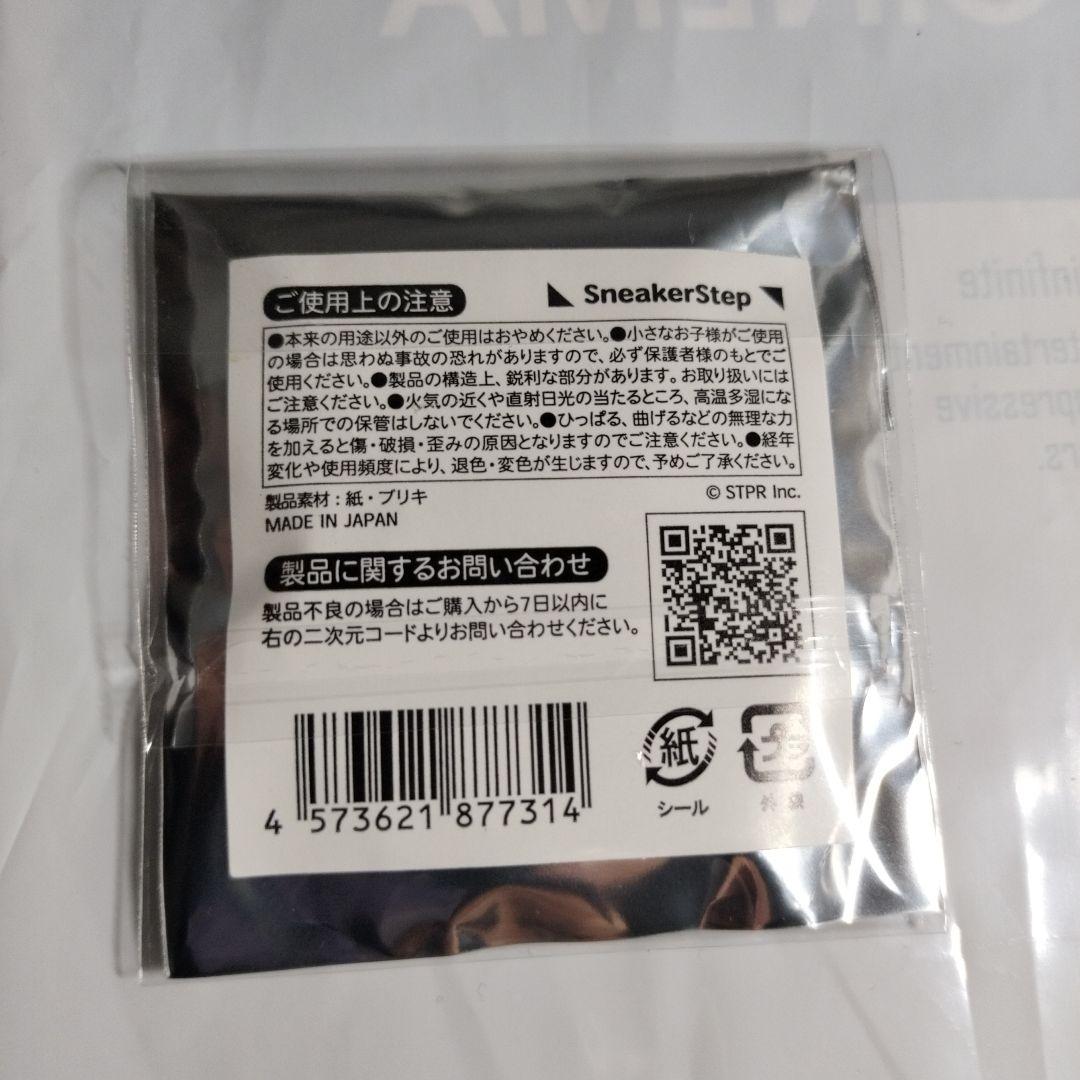 CINEMA
ご使用上の注意
SneakerStep
●本来の用途以外のご使用はおやめください。●小さなお子様がご使用
の場合は思わぬ事故の恐れがありますので、必ず保護者様のもとでご
使用ください。●製品の構造上、鋭利な部分があります。お取り扱いには
ご注意ください。●火気の近くや直射日光の当たるところ、高温多湿にな
る場所での保管はしないでください。●ひっぱる、曲げるなどの無理な力
を加えると傷・破損・歪みの原因となりますのでご注意ください。●経年
変化や使用頻度により、退色・変色が生じますので、予めご了承ください。
製品素材：紙・ブリキ
© STPR Inc.
MADE IN JAPAN
製品に関するお問い合わせ
製品不良の場合はご購入から7日以内に
右の二次元コードよりお問い合わせください。
4 573621 877314
紙
シール
プラ
外袋
infinite